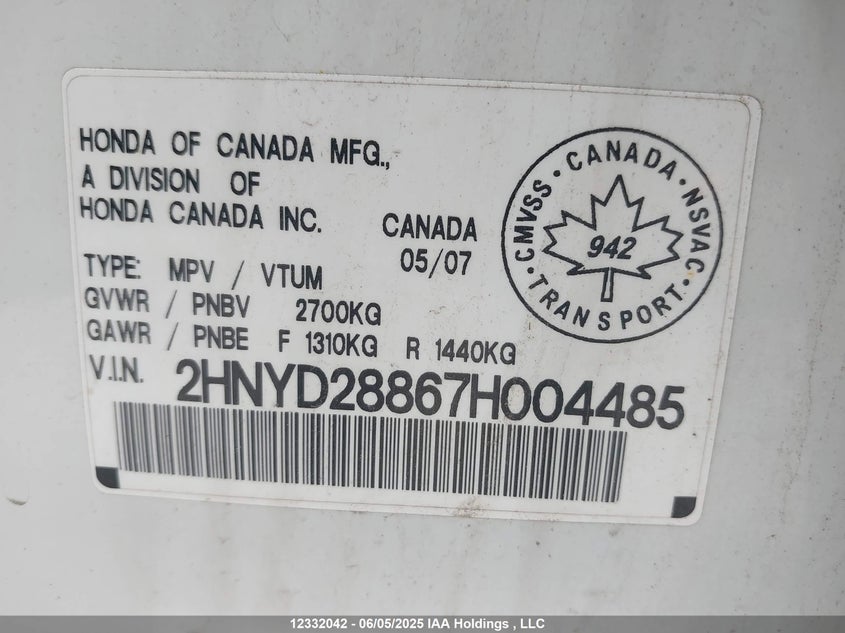 HONDA OF CANADA MFG.,
A DIVISION OF
HONDA CANADA INC.
CANADA
05/07
TYPE: MPV / VTUM
GVWR / PNBV 2700KG
GAWR / PNBE F 1310KG R 1440KG
V.I.N. 2HNYD28867H004485
CMVSS · CANADA · NSVAC · TRANSPORT ·
942
12332042 - 06/05/2025 IAA Holdings , LLC